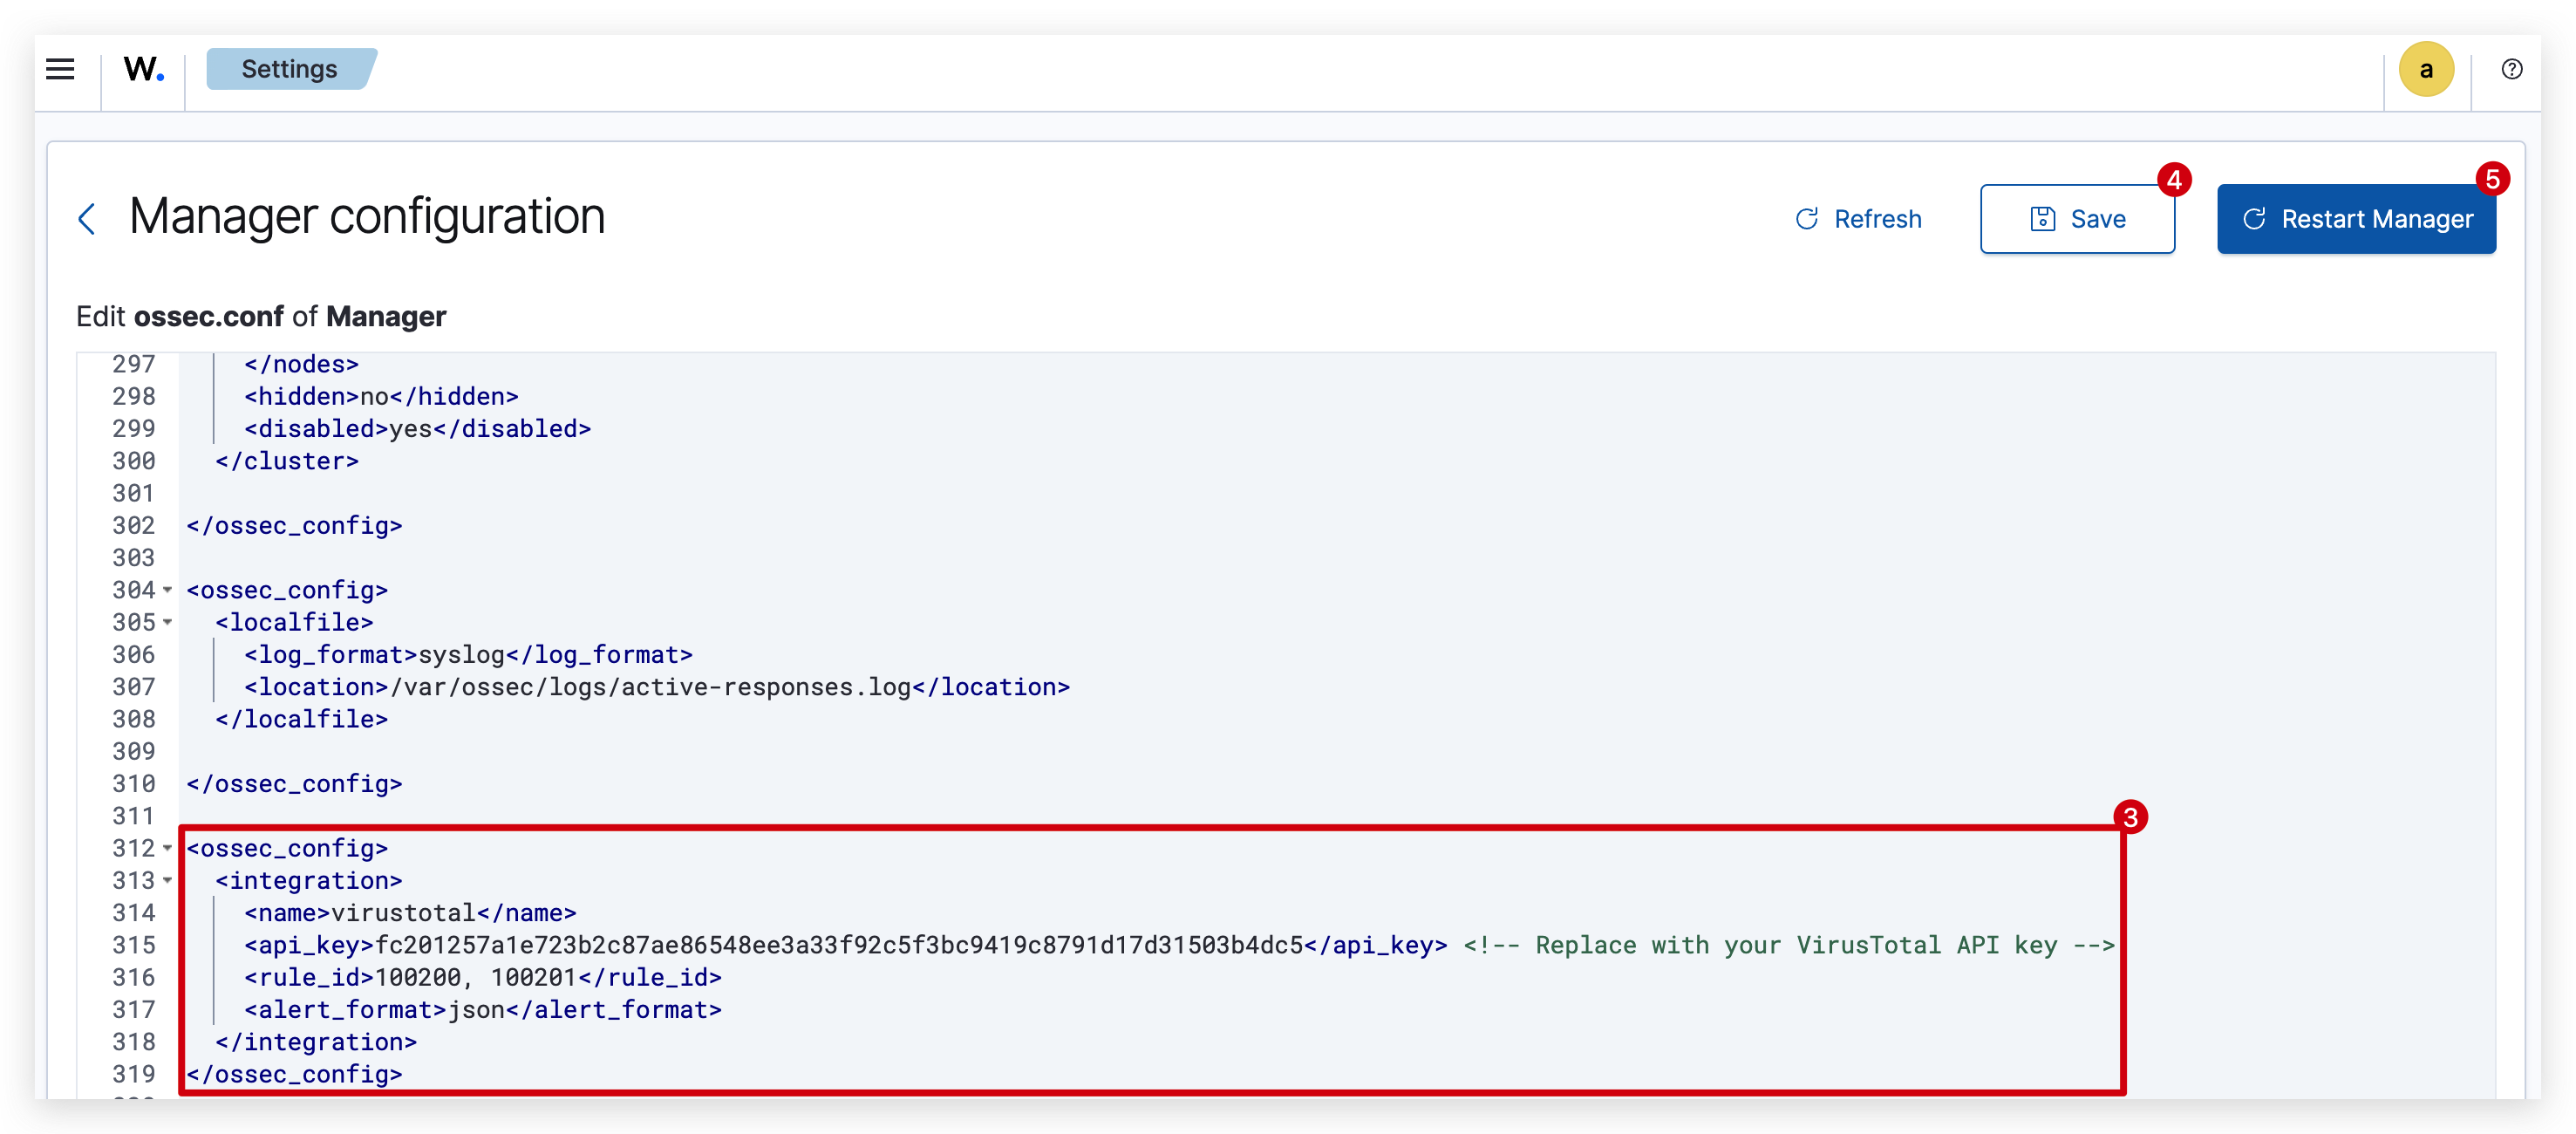 W. Settings a ?
Manager configuration Refresh Save 4 Restart Manager 5
Edit ossec.conf of Manager
297 </nodes>
298 <hidden>no</hidden>
299 <disabled>yes</disabled>
300 </cluster>
301
302 </ossec_config>
303
304 <ossec_config>
305 <localfile>
306 <log_format>syslog</log_format>
307 <location>/var/ossec/logs/active-responses.log</location>
308 </localfile>
309
310 </ossec_config>
311
3
312 <ossec_config>
313 <integration>
314 <name>virustotal</name>
315 <api_key>fc201257a1e723b2c87ae86548ee3a33f92c5f3bc9419c8791d17d31503b4dc5</api_key> <!-- Replace with your VirusTotal API key -->
316 <rule_id>100200, 100201</rule_id>
317 <alert_format>json</alert_format>
318 </integration>
319 </ossec_config>